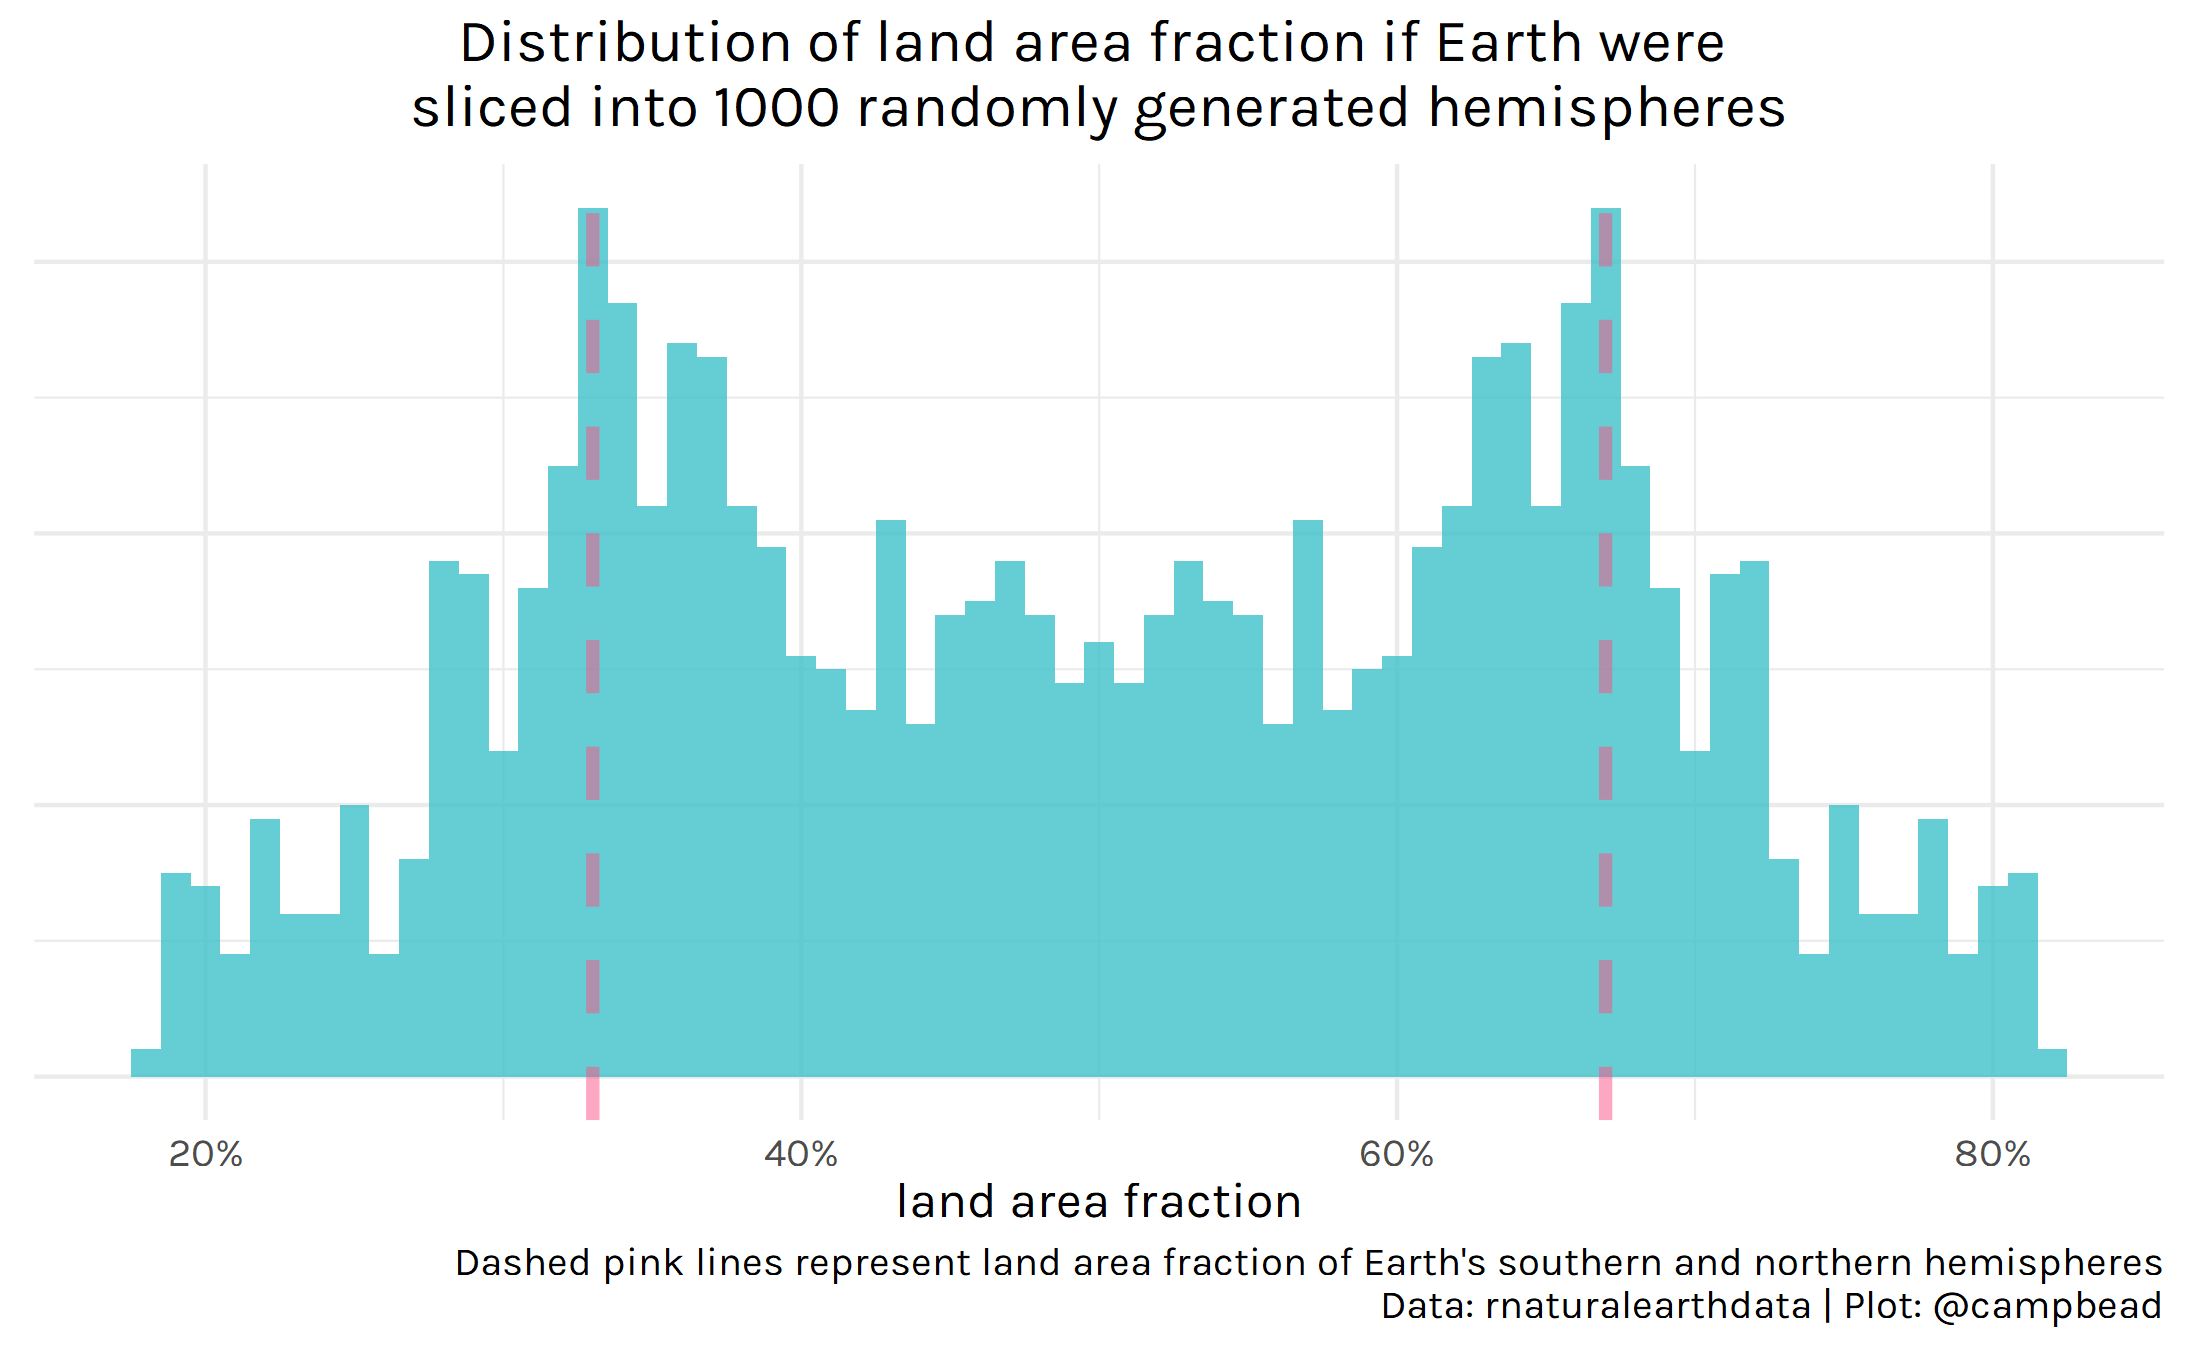 Distribution of land area fraction if Earth were
sliced into 1000 randomly generated hemispheres
20%
40%
60%
80%
land area fraction
Dashed pink lines represent land area fraction of Earth's southern and northern hemispheres
Data: rnaturalearthdata | Plot: @campbead